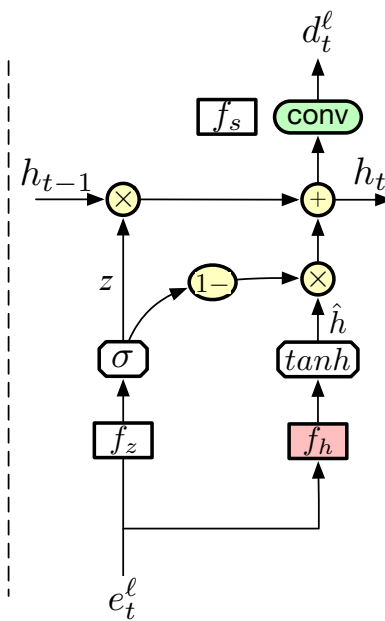 d_t^ℓ
f_s conv
h_{t-1} × + h_t
z 1- ×
ĥ
σ tanh
f_z f_h
e_t^ℓ